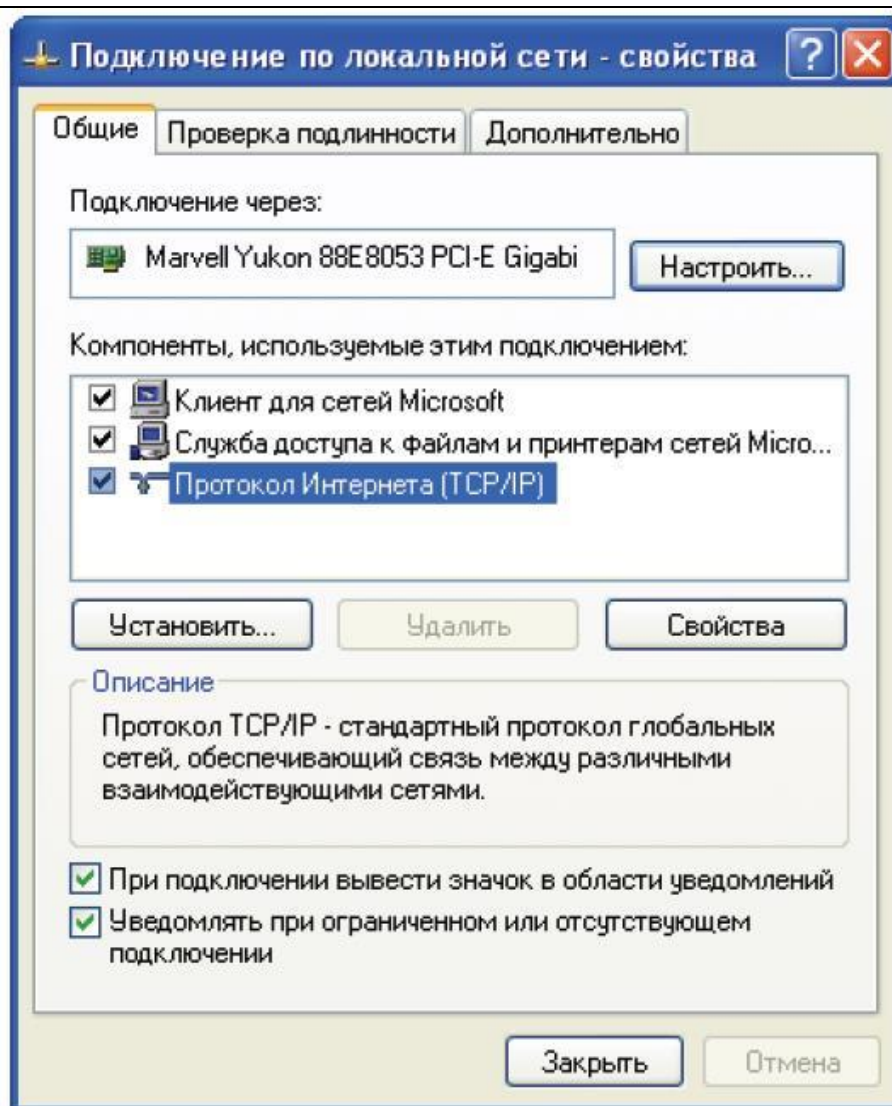 Подключение по локальной сети - свойства
Общие
Проверка подлинности
Дополнительно
Подключение через:
Marvell Yukon 88E8053 PCI-E Gigabi
Настроить...
Компоненты, используемые этим подключением:
Клиент для сетей Microsoft
Служба доступа к файлам и принтерам сетей Micro...
Протокол Интернета (TCP/IP)
Установить...
Удалить
Свойства
Описание
Протокол TCP/IP - стандартный протокол глобальных
сетей, обеспечивающий связь между различными
взаимодействующими сетями.
При подключении вывести значок в области уведомлений
Уведомлять при ограниченном или отсутствующем
подключении
Закрыть
Отмена